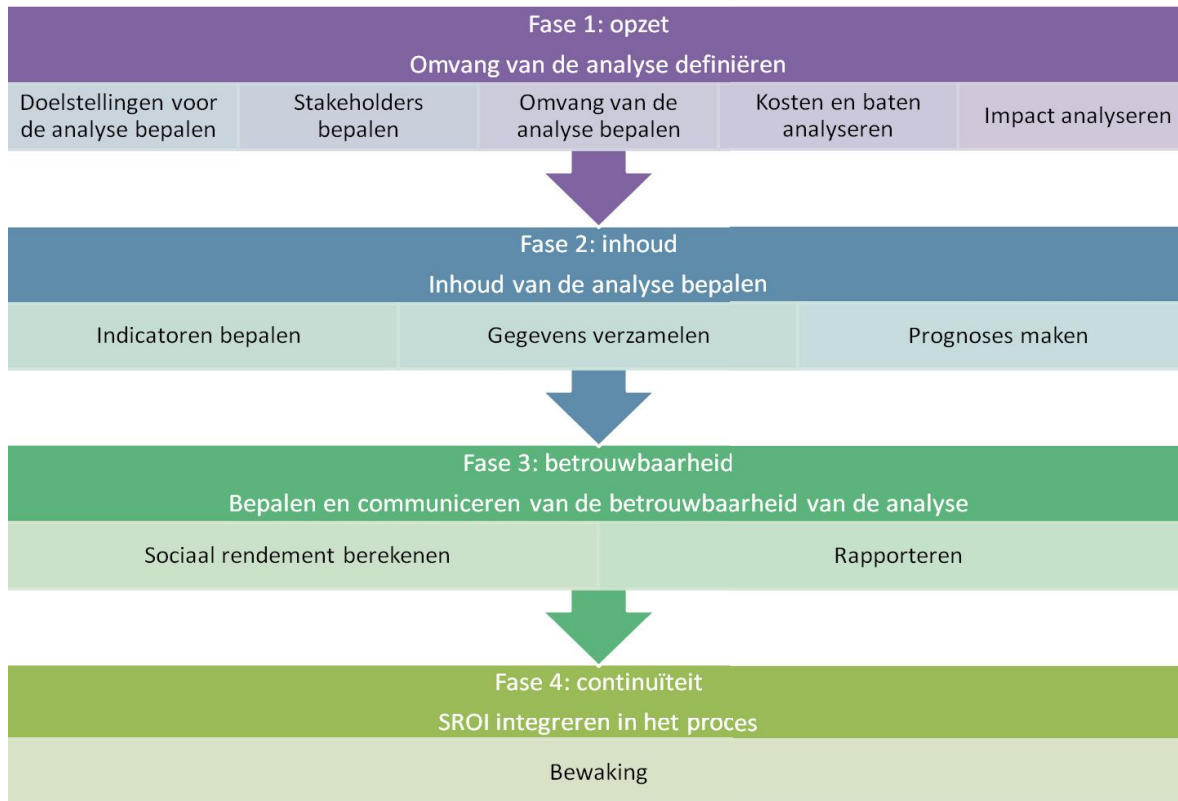 Fase 1: opzet
Omvang van de analyse definiëren
Doelstellingen voor
de analyse bepalen
Stakeholders
bepalen
Omvang van de
analyse bepalen
Kosten en baten
analyseren
Impact analyseren
Fase 2: inhoud
Inhoud van de analyse bepalen
Indicatoren bepalen
Gegevens verzamelen
Prognoses maken
Fase 3: betrouwbaarheid
Bepalen en communiceren van de betrouwbaarheid van de analyse
Sociaal rendement berekenen
Rapporteren
Fase 4: continuïteit
SROI integreren in het proces
Bewaking